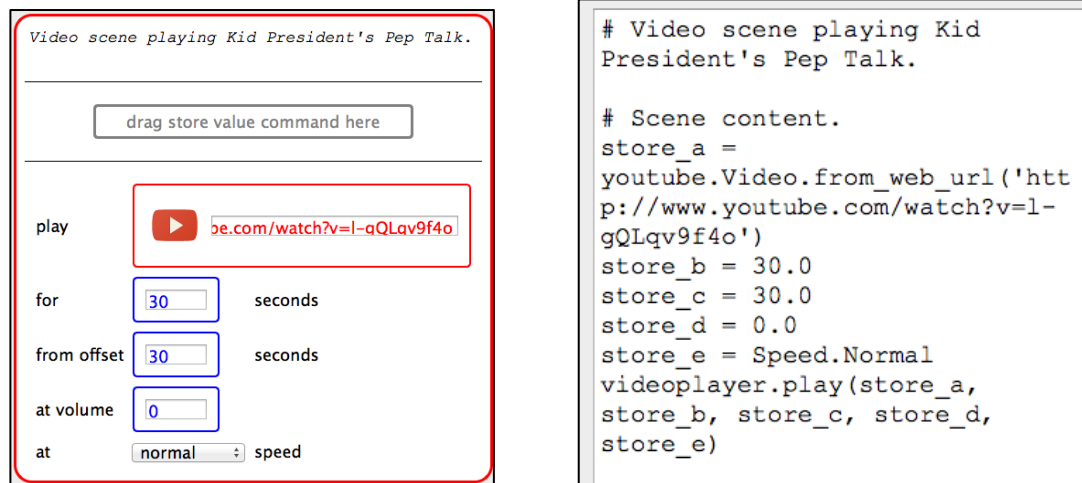 Video scene playing Kid President's Pep Talk.
drag store value command here
play
be.com/watch?v=l-gQLqv9f4o
for 30 seconds
from offset 30 seconds
at volume 0
at normal speed
# Video scene playing Kid
President's Pep Talk.
# Scene content.
store_a =
youtube.Video.from_web_url('htt
p://www.youtube.com/watch?v=l-
gQLqv9f4o')
store_b = 30.0
store_c = 30.0
store_d = 0.0
store_e = Speed.Normal
videoplayer.play(store_a,
store_b, store_c, store_d,
store_e)